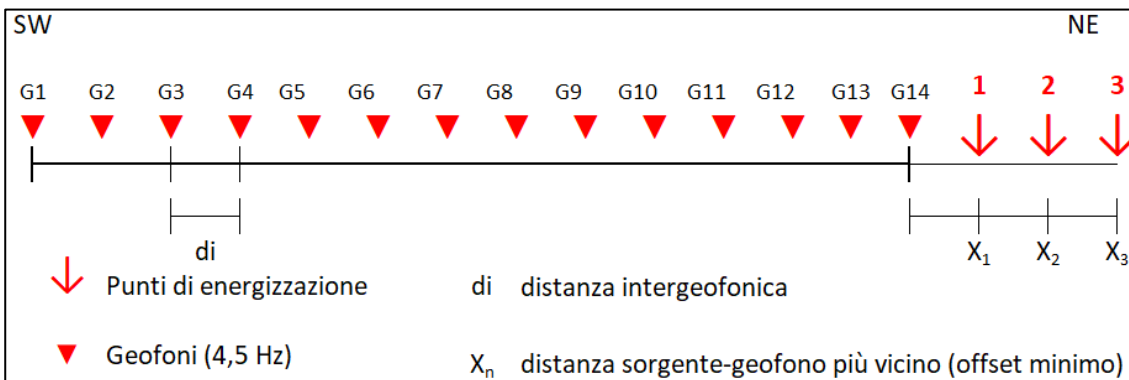 SW NE
G1 G2 G3 G4 G5 G6 G7 G8 G9 G10 G11 G12 G13 G14 1 2 3
di X₁ X₂ X₃
Punti di energizzazione di distanza intergeofonica
Geofoni (4,5 Hz) Xₙ distanza sorgente-geofono più vicino (offset minimo)